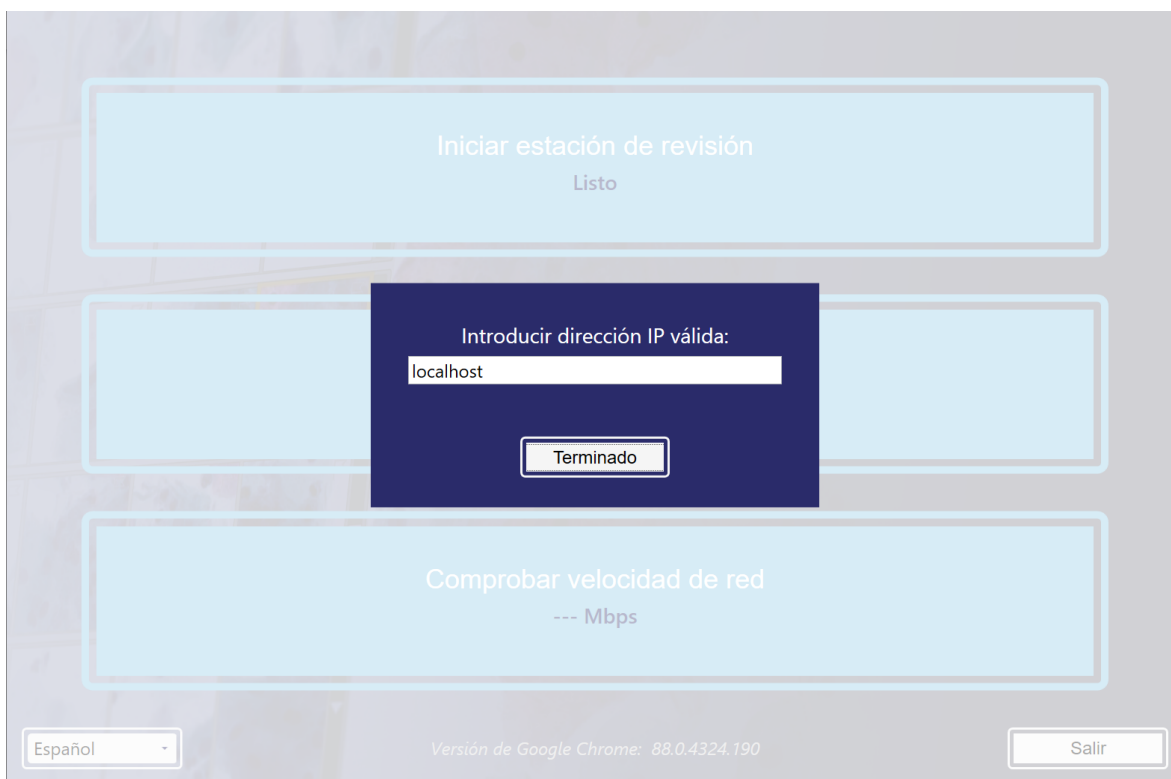 Iniciar estación de revisión
Listo
Introducir dirección IP válida:
localhost
Terminado
Comprobar velocidad de red
--- Mbps
Español
Versión de Google Chrome: 88.0.4324.190
Salir